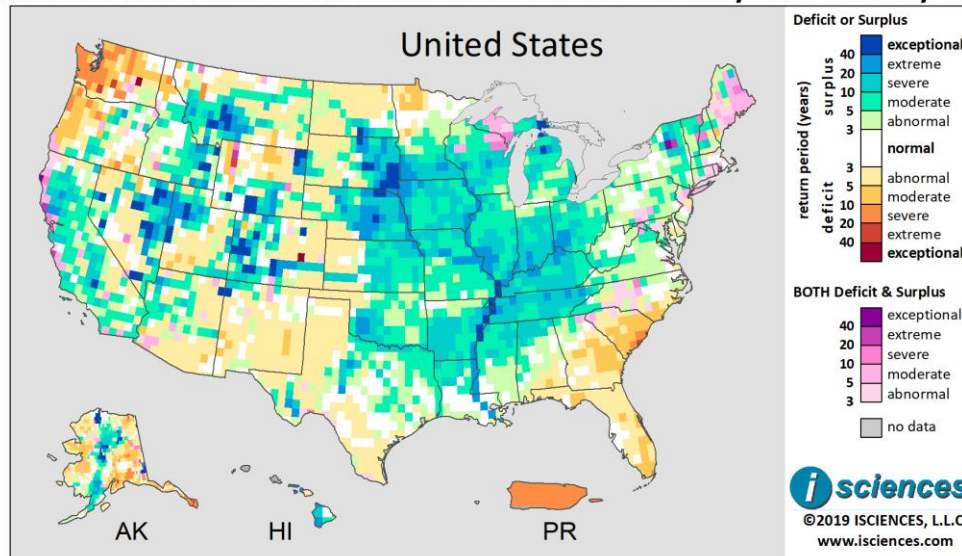 United States
Deficit or Surplus
return period (years)
surplus
deficit
40
20
10
5
3
3
5
10
20
40
exceptional
extreme
severe
moderate
abnormal
normal
abnormal
moderate
severe
extreme
exceptional
BOTH Deficit & Surplus
40
20
10
5
3
exceptional
extreme
severe
moderate
abnormal
no data
AK
HI
PR
i sciences
©2019 ISCIENCES, L.L.C
www.isciences.com